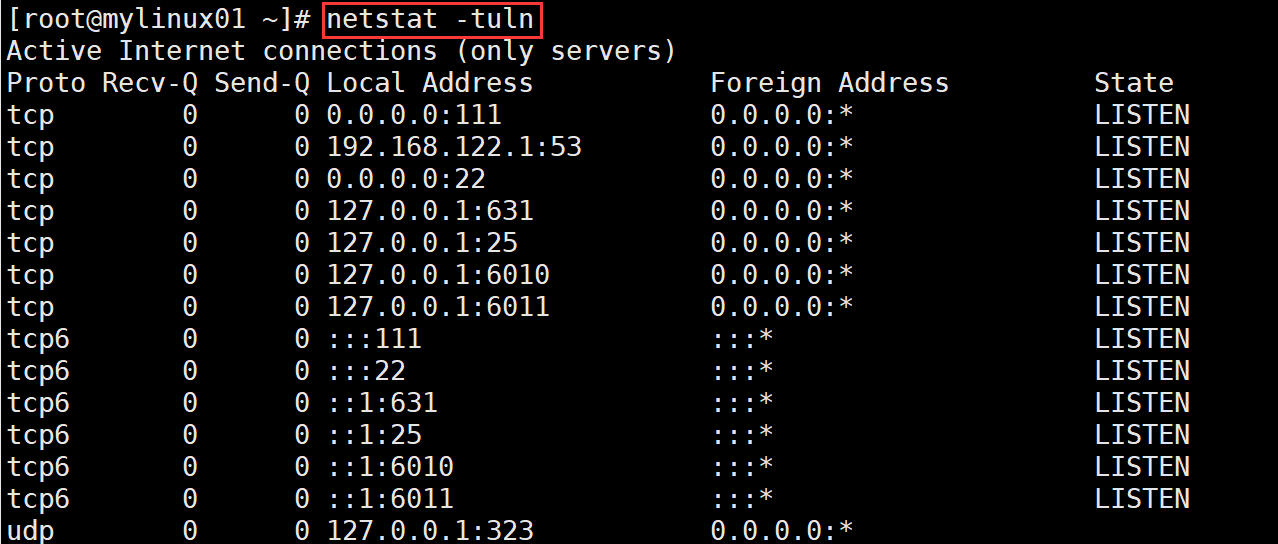 [root@mylinux01 ~]# netstat -tuln
Active Internet connections (only servers)
Proto Recv-Q Send-Q Local Address           Foreign Address         State
tcp        0      0 0.0.0.0:111             0.0.0.0:*               LISTEN
tcp        0      0 192.168.122.1:53        0.0.0.0:*               LISTEN
tcp        0      0 0.0.0.0:22              0.0.0.0:*               LISTEN
tcp        0      0 127.0.0.1:631           0.0.0.0:*               LISTEN
tcp        0      0 127.0.0.1:25            0.0.0.0:*               LISTEN
tcp        0      0 127.0.0.1:6010          0.0.0.0:*               LISTEN
tcp        0      0 127.0.0.1:6011          0.0.0.0:*               LISTEN
tcp6       0      0 :::111                  :::*                    LISTEN
tcp6       0      0 :::22                   :::*                    LISTEN
tcp6       0      0 ::1:631                 :::*                    LISTEN
tcp6       0      0 ::1:25                  :::*                    LISTEN
tcp6       0      0 ::1:6010                :::*                    LISTEN
tcp6       0      0 ::1:6011                :::*                    LISTEN
udp        0      0 127.0.0.1:323           0.0.0.0:*